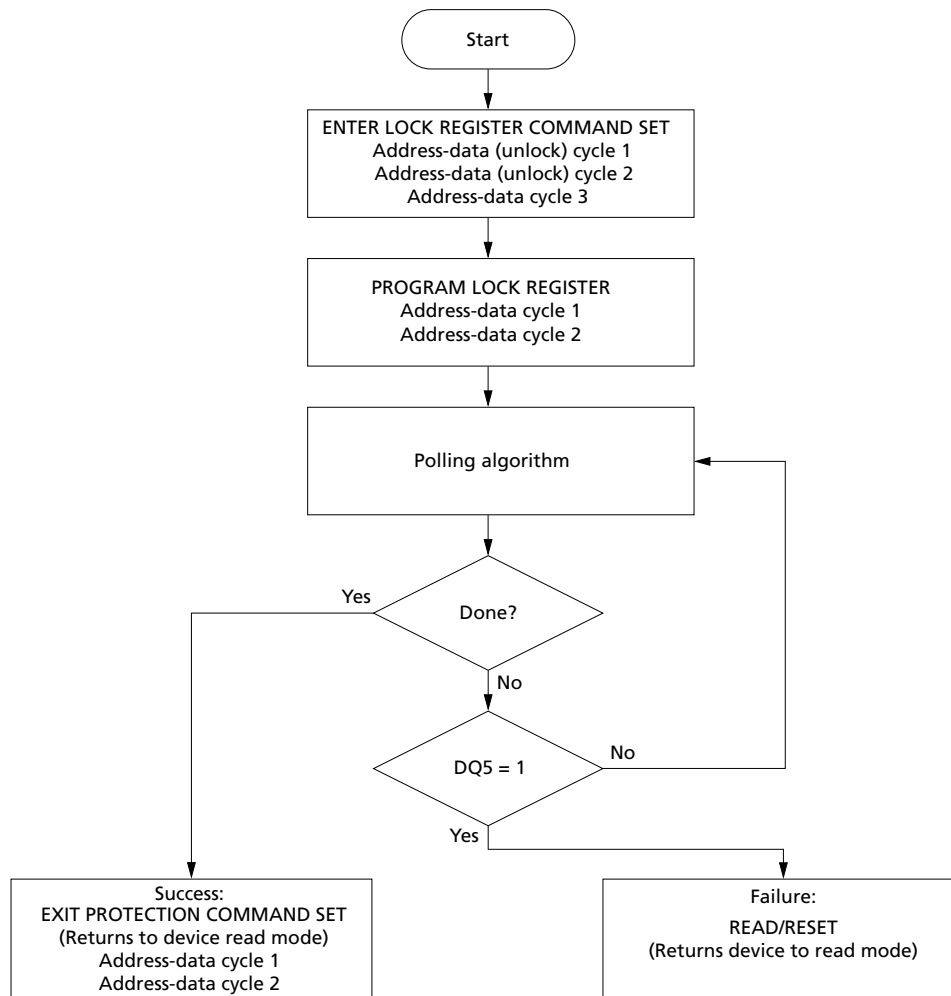 Start
ENTER LOCK REGISTER COMMAND SET
Address-data (unlock) cycle 1
Address-data (unlock) cycle 2
Address-data cycle 3
PROGRAM LOCK REGISTER
Address-data cycle 1
Address-data cycle 2
Polling algorithm
Yes
Done?
No
DQ5 = 1
No
Yes
Success:
EXIT PROTECTION COMMAND SET
(Returns to device read mode)
Address-data cycle 1
Address-data cycle 2
Failure:
READ/RESET
(Returns device to read mode)